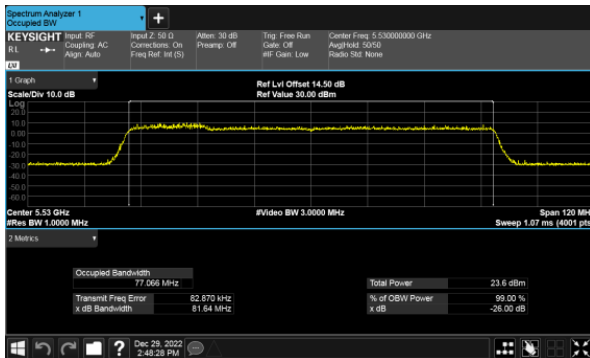 Spectrum Analyzer 1
Occupied BW
KEYSIGHT Input: RF Input Z: 50 Ω Atten: 30 dB Trig: Free Run Center Freq: 5.530000000 GHz
RL Coupling: AC Corrections: On Preamp: Off Gate: Off Avg|Hold: 50/50
Align: Auto Freq Ref: Int (S) #IF Gain: Low Radio Std: None
LXI
1 Graph
Ref Lvl Offset 14.50 dB
Scale/Div 10.0 dB Ref Value 30.00 dBm
Log
20.0
10.0
0.00
-10.0
-20.0
-30.0
-40.0
-50.0
-60.0
Center 5.53 GHz #Video BW 3.0000 MHz Span 120 MH
#Res BW 1.0000 MHz Sweep 1.07 ms (4001 pts
2 Metrics
Occupied Bandwidth
77.066 MHz Total Power 23.6 dBm
Transmit Freq Error 82.870 kHz % of OBW Power 99.00 %
x dB Bandwidth 81.64 MHz x dB -26.00 dB
? Dec 29, 2022
2:48:28 PM